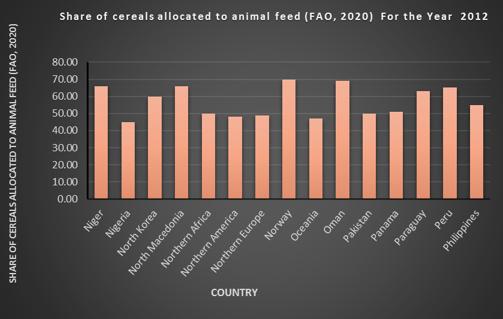 Share of cereals allocated to animal feed (FAO, 2020) For the Year 2012
SHARE OF CEREALS ALLOCATED TO ANIMAL FEED (FAO, 2020)
80.00
70.00
60.00
50.00
40.00
30.00
20.00
10.00
0.00
Niger
Nigeria
North Korea
North Macedonia
Northern Africa
Northern America
Northern Europe
Norway
Oceania
Oman
Pakistan
Panama
Paraguay
Peru
Philippines
COUNTRY